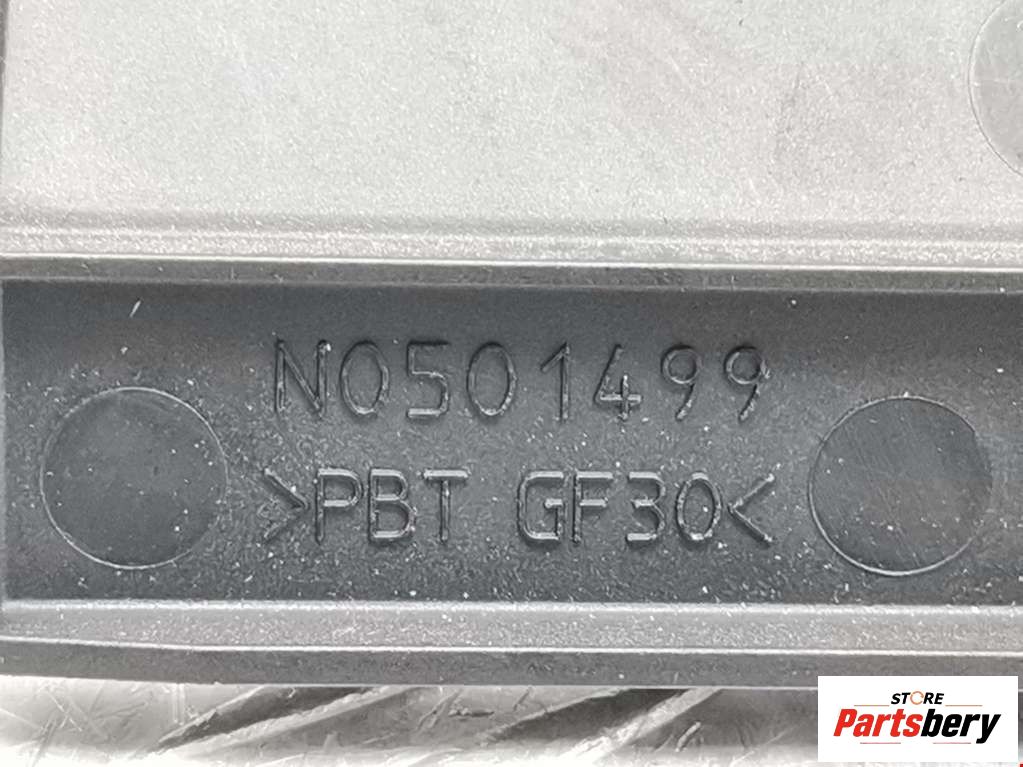 N0501499
>PBT GF30<
STORE
Partsbery